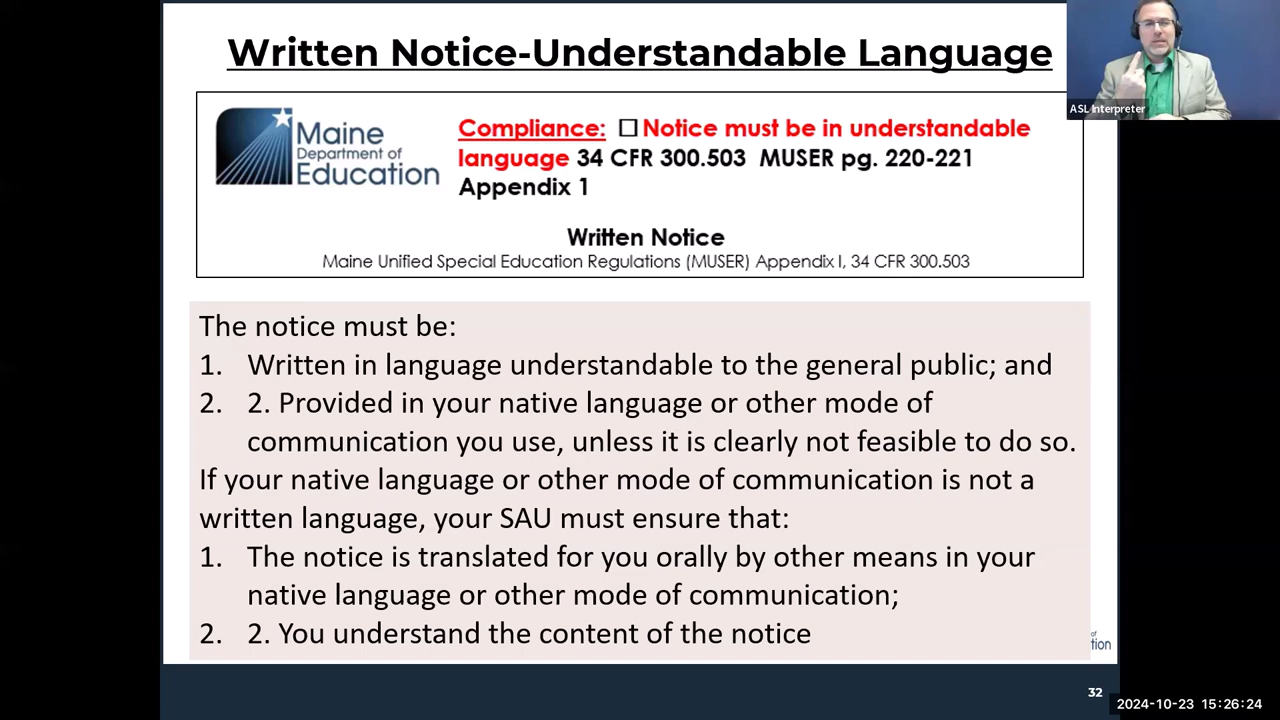 Written Notice-Understandable Language
ASL Interpreter
Maine
Department of
Education
Compliance: ☐ Notice must be in understandable
language 34 CFR 300.503 MUSER pg. 220-221
Appendix 1
Written Notice
Maine Unified Special Education Regulations (MUSER) Appendix I, 34 CFR 300.503
The notice must be:
1. Written in language understandable to the general public; and
2. 2. Provided in your native language or other mode of
communication you use, unless it is clearly not feasible to do so.
If your native language or other mode of communication is not a
written language, your SAU must ensure that:
1. The notice is translated for you orally by other means in your
native language or other mode of communication;
2. 2. You understand the content of the notice
32
2024-10-23 15:26:24